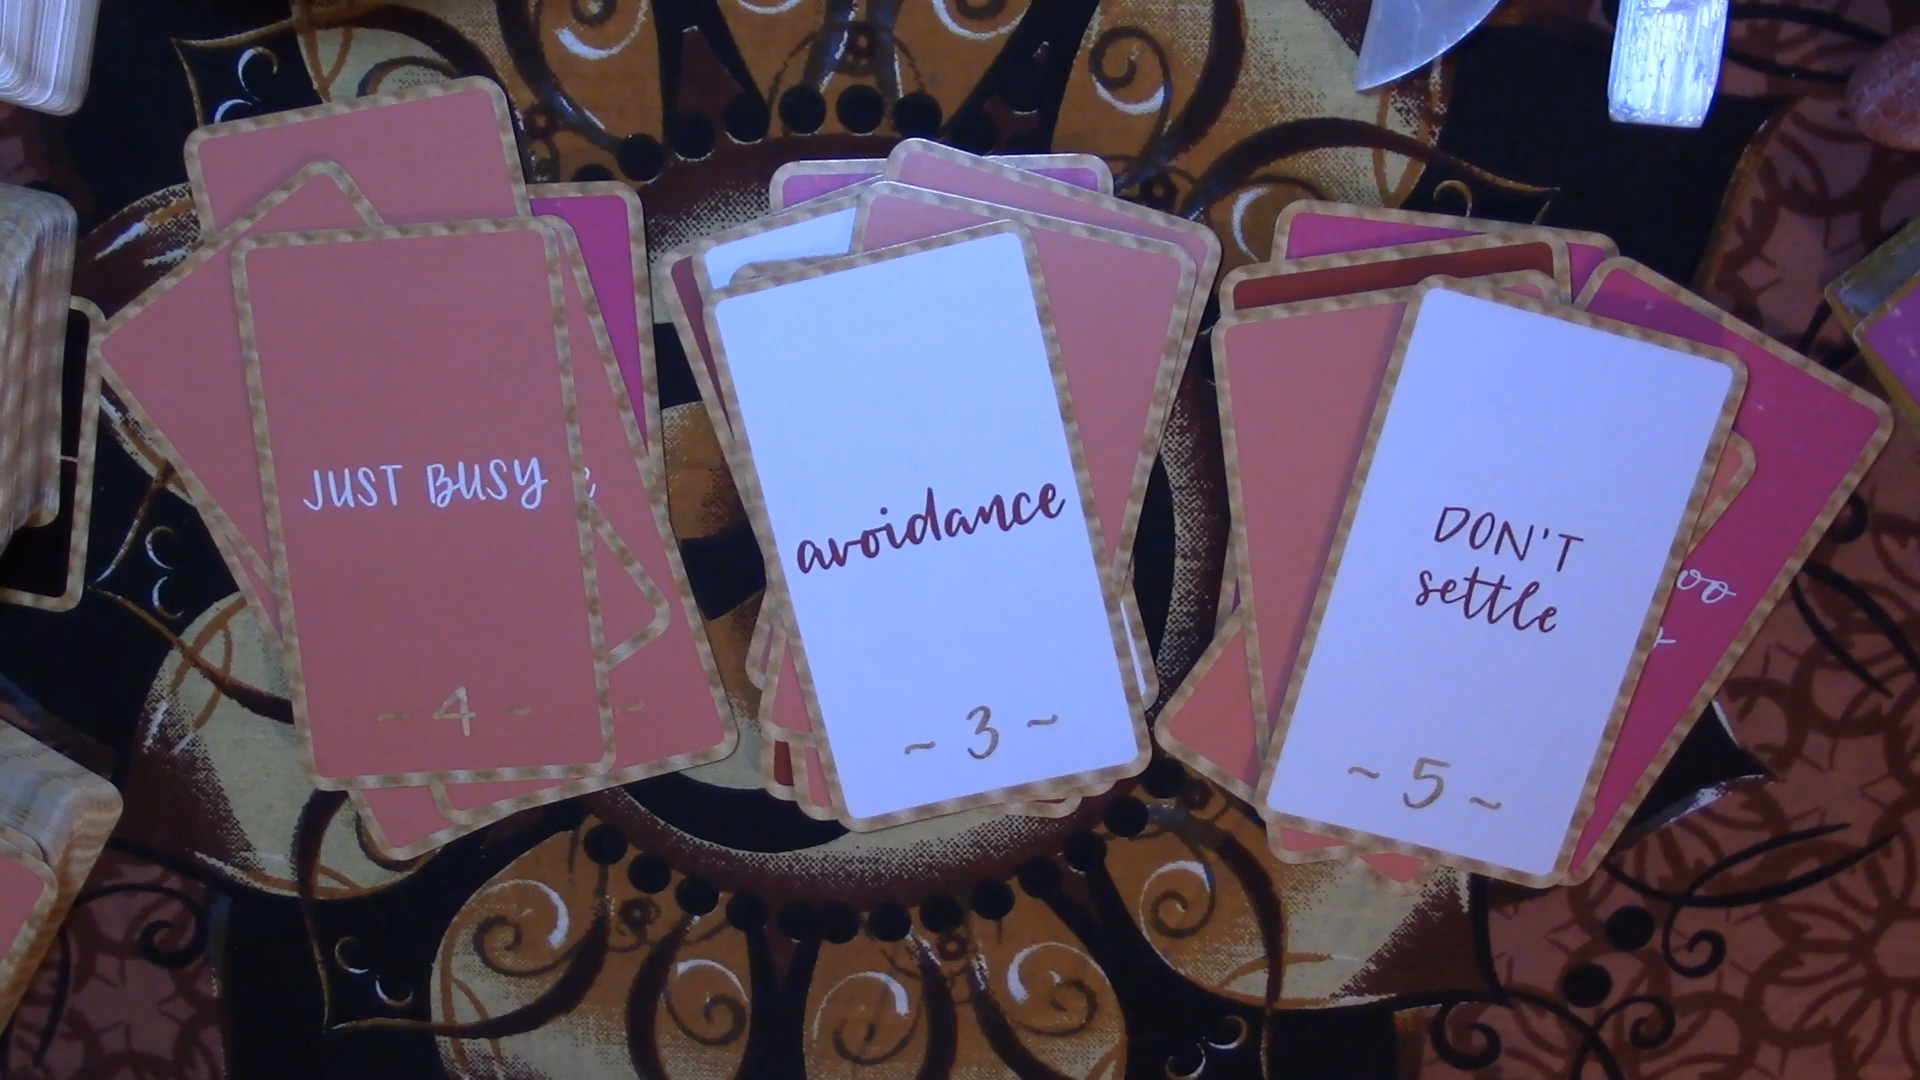 JUST BUSY
~ 4 ~
avoidance
~ 3 ~
DON'T
settle
~ 5 ~